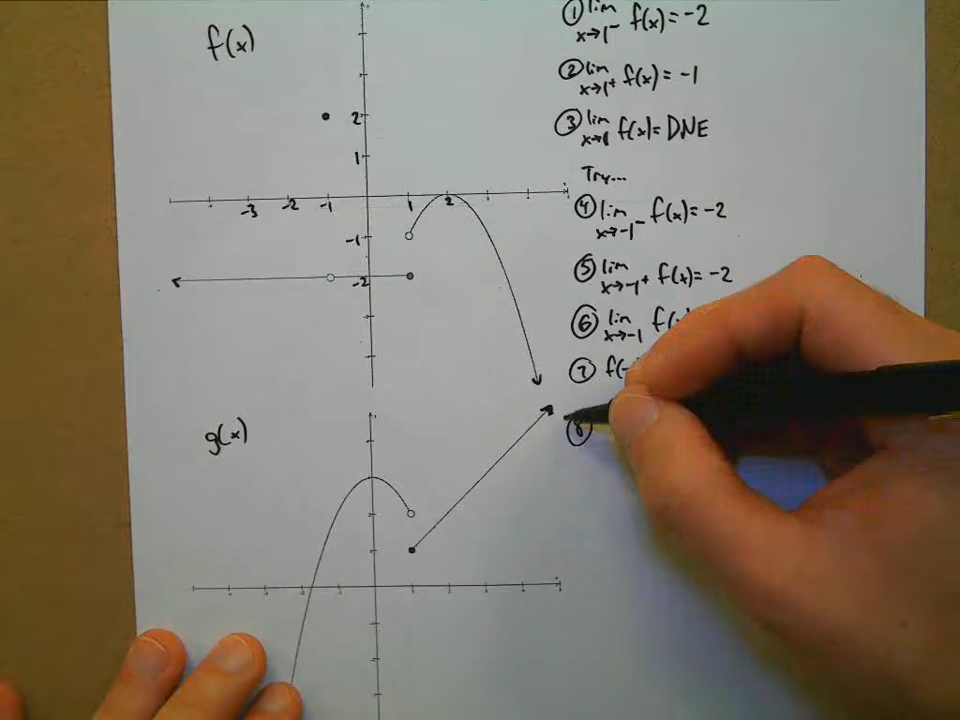 f(x)
2
1
-3 -2 -1 1 2
-1
-2
g(x)
① lim x→1⁻ f(x) = -2
② lim x→1⁺ f(x) = -1
③ lim x→1 f(x) = DNE
Try...
④ lim x→-1⁻ f(x) = -2
⑤ lim x→-1⁺ f(x) = -2
⑥ lim x→-1
⑦ f(-
⑧